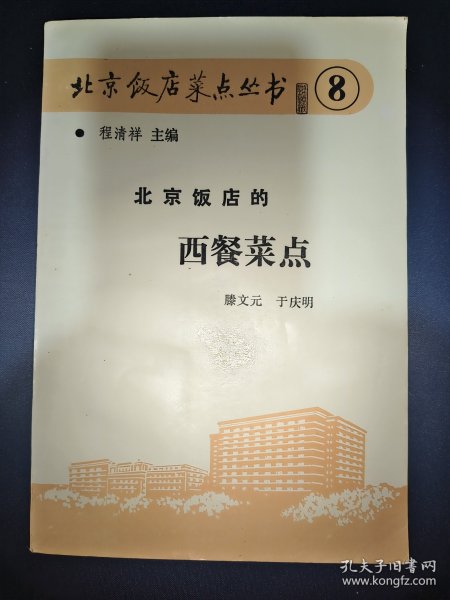 北京饭店菜点丛书 8
程清祥 主编
北京饭店的
西餐菜点
滕文元 于庆明
孔夫子旧书网
www.kongfz.com